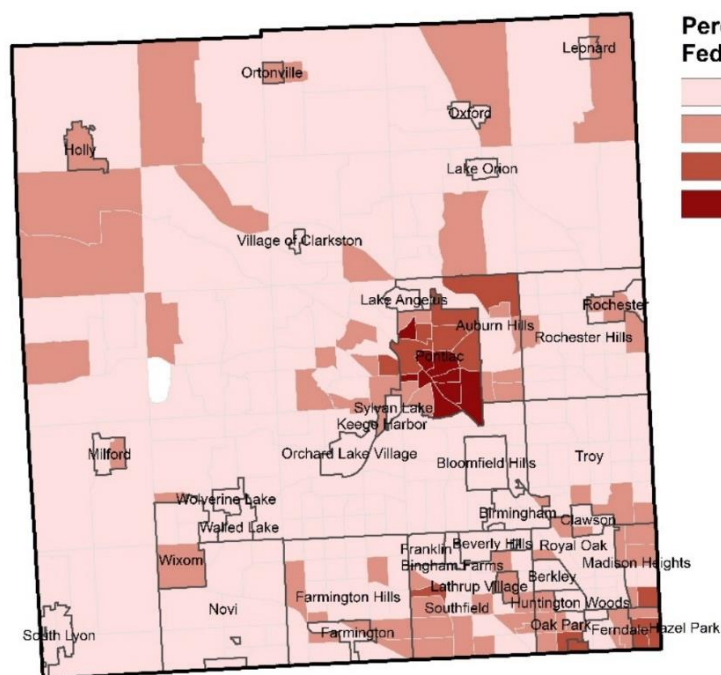 Perc
Fed
Leonard
Ortonville
Oxford
Holly
Lake Orion
Village of Clarkston
Lake Angelus
Rochester
Auburn Hills
Rochester Hills
Pontiac
Sylvan Lake
Keego Harbor
Milford
Orchard Lake Village
Bloomfield Hills
Troy
Wolverine Lake
Birmingham
Clawson
Walled Lake
Franklin
Beverly Hills
Royal Oak
Wixom
Bingham Farms
Madison Heights
Lathrup Village
Berkley
Farmington Hills
Southfield
Huntington Woods
Novi
South Lyon
Farmington
Oak Park
Ferndale
Hazel Park